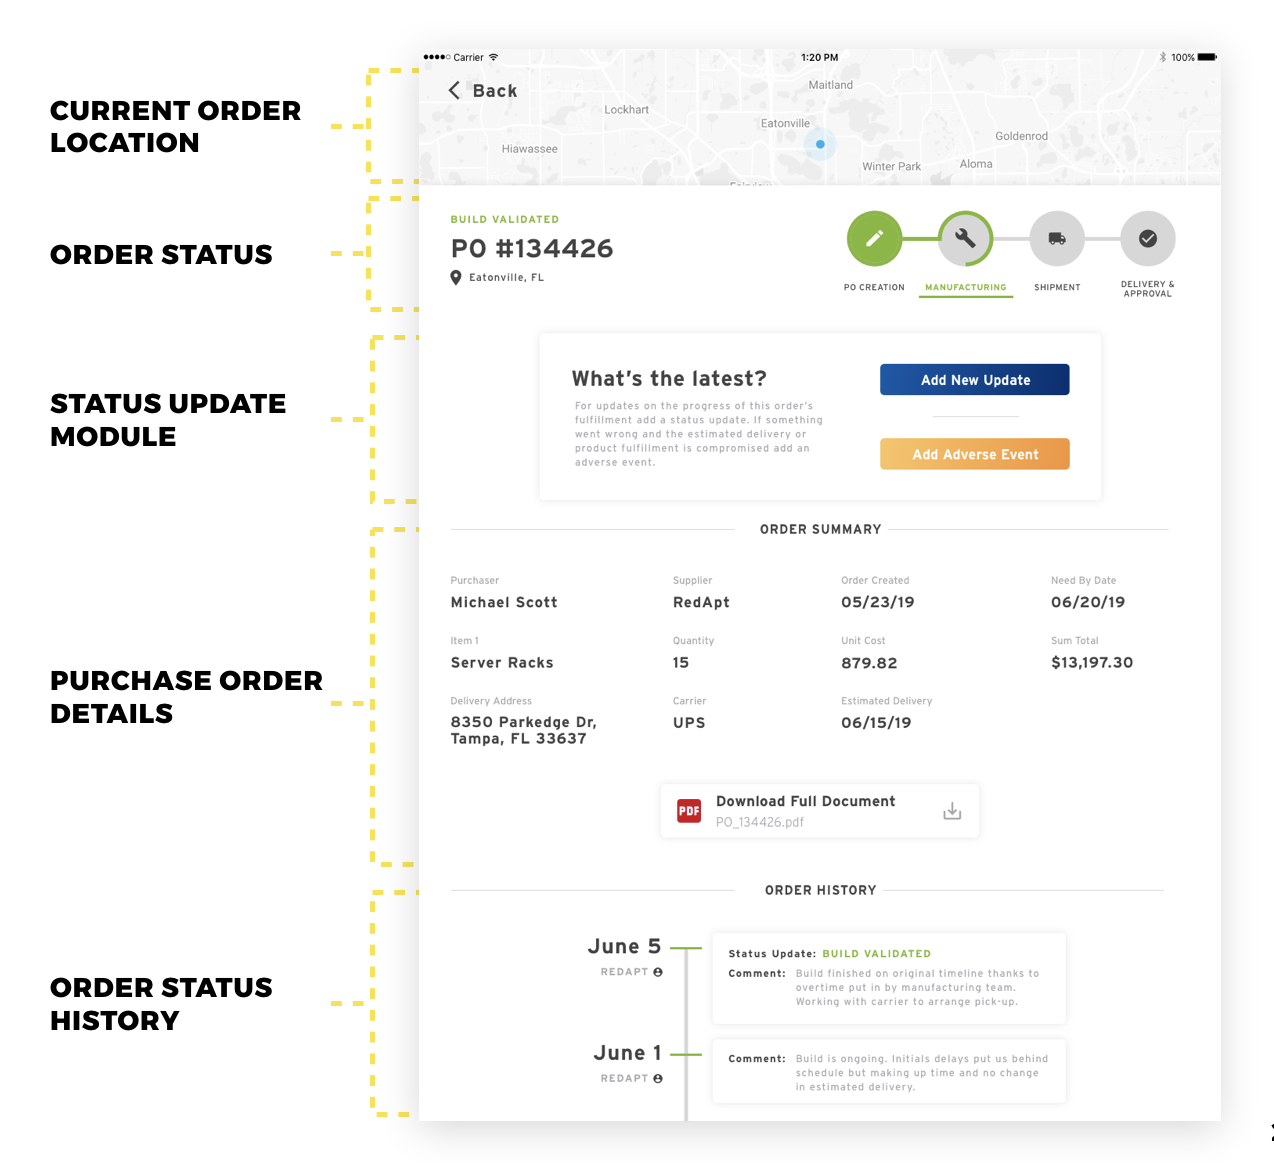 Carrier
1:20 PM
100%
Back
Maitland
Lockhart
Eatonville
Goldenrod
Hiawassee
Winter Park
Aloma
CURRENT ORDER
LOCATION
ORDER STATUS
BUILD VALIDATED
PO #134426
Eatonville, FL
PO CREATION
MANUFACTURING
SHIPMENT
DELIVERY &
APPROVAL
STATUS UPDATE
MODULE
What's the latest?
For updates on the progress of this order's
fulfillment add a status update. If something
went wrong and the estimated delivery or
product fulfillment is compromised add an
adverse event.
Add New Update
Add Adverse Event
PURCHASE ORDER
DETAILS
ORDER SUMMARY
Purchaser
Michael Scott
Supplier
RedApt
Order Created
05/23/19
Need By Date
06/20/19
Item 1
Server Racks
Quantity
15
Unit Cost
879.82
Sum Total
$13,197.30
Delivery Address
8350 Parkedge Dr,
Tampa, FL 33637
Carrier
UPS
Estimated Delivery
06/15/19
PDF
Download Full Document
PO_134426.pdf
ORDER STATUS
HISTORY
ORDER HISTORY
June 5
REDAPT
Status Update: BUILD VALIDATED
Comment: Build finished on original timeline thanks to
overtime put in by manufacturing team.
Working with carrier to arrange pick-up.
June 1
REDAPT
Comment: Build is ongoing. Initials delays put us behind
schedule but making up time and no change
in estimated delivery.